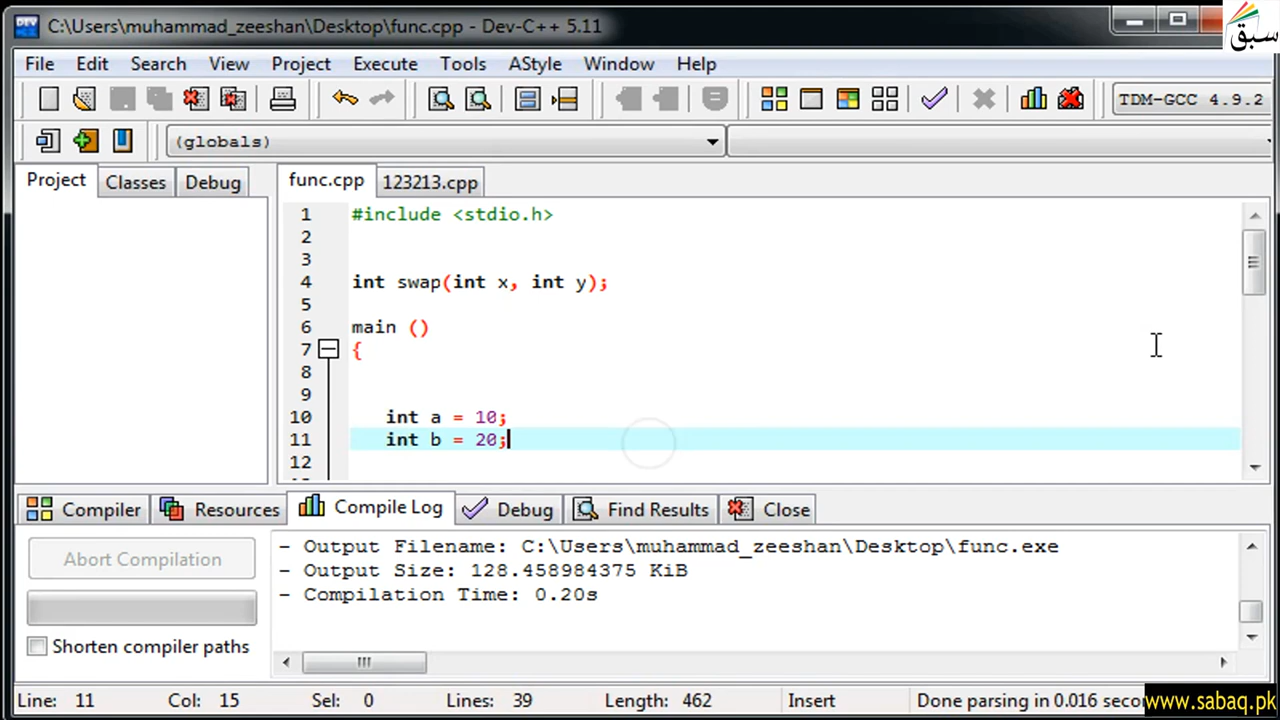 C:\Users\muhammad_zeeshan\Desktop\func.cpp - Dev-C++ 5.11
سبق
File Edit Search View Project Execute Tools AStyle Window Help
TDM-GCC 4.9.2
(globals)
Project Classes Debug func.cpp 123213.cpp
1 #include <stdio.h>
2
3
4 int swap(int x, int y);
5
6 main ()
7 {
8
9
10 int a = 10;
11 int b = 20;
12
Compiler Resources Compile Log Debug Find Results Close
Abort Compilation
Shorten compiler paths
- Output Filename: C:\Users\muhammad_zeeshan\Desktop\func.exe
- Output Size: 128.458984375 KiB
- Compilation Time: 0.20s
Line: 11 Col: 15 Sel: 0 Lines: 39 Length: 462 Insert Done parsing in 0.016
www.sabaq.pk